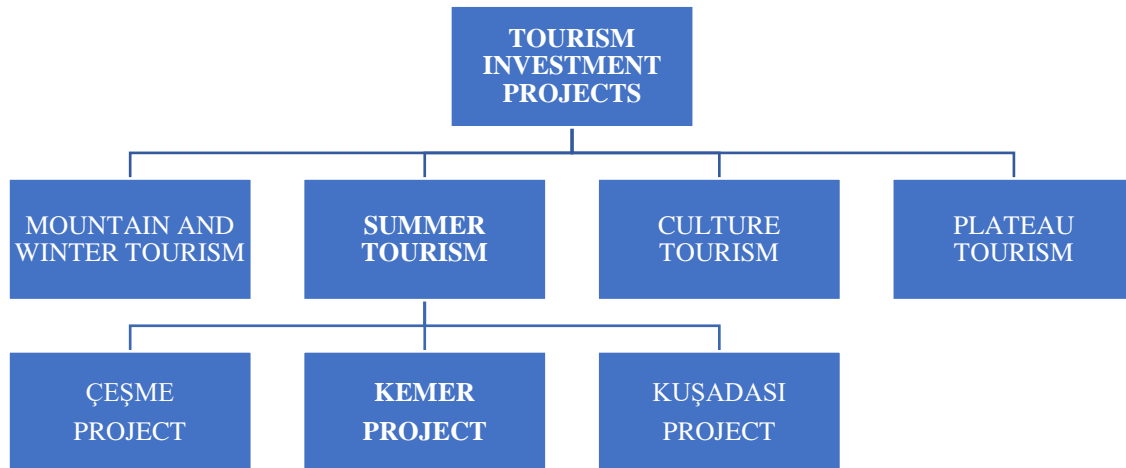 TOURISM
INVESTMENT
PROJECTS
MOUNTAIN AND
WINTER TOURISM
SUMMER
TOURISM
CULTURE
TOURISM
PLATEAU
TOURISM
ÇEŞME
PROJECT
KEMER
PROJECT
KUŞADASI
PROJECT